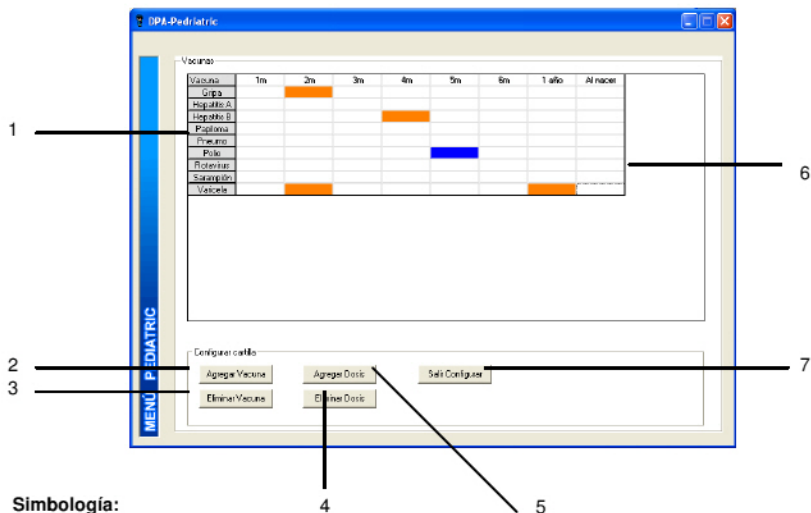 DPA-Pedriatric
Vacunas
Vacuna 1m 2m 3m 4m 5m 6m 1 año Al nacer
Gripa
Hepatitis A
Hepatitis B
Papiloma
1
Pneumo
Polio
6
Rotavirus
Sarampión
Varicela
MENÚ PEDIATRIC
Configurar cartilla
2
Agregar Vacuna Agregar Dosis Salir Configurar
7
3
Eliminar Vacuna Eliminar Dosis
Simbología:
4
5